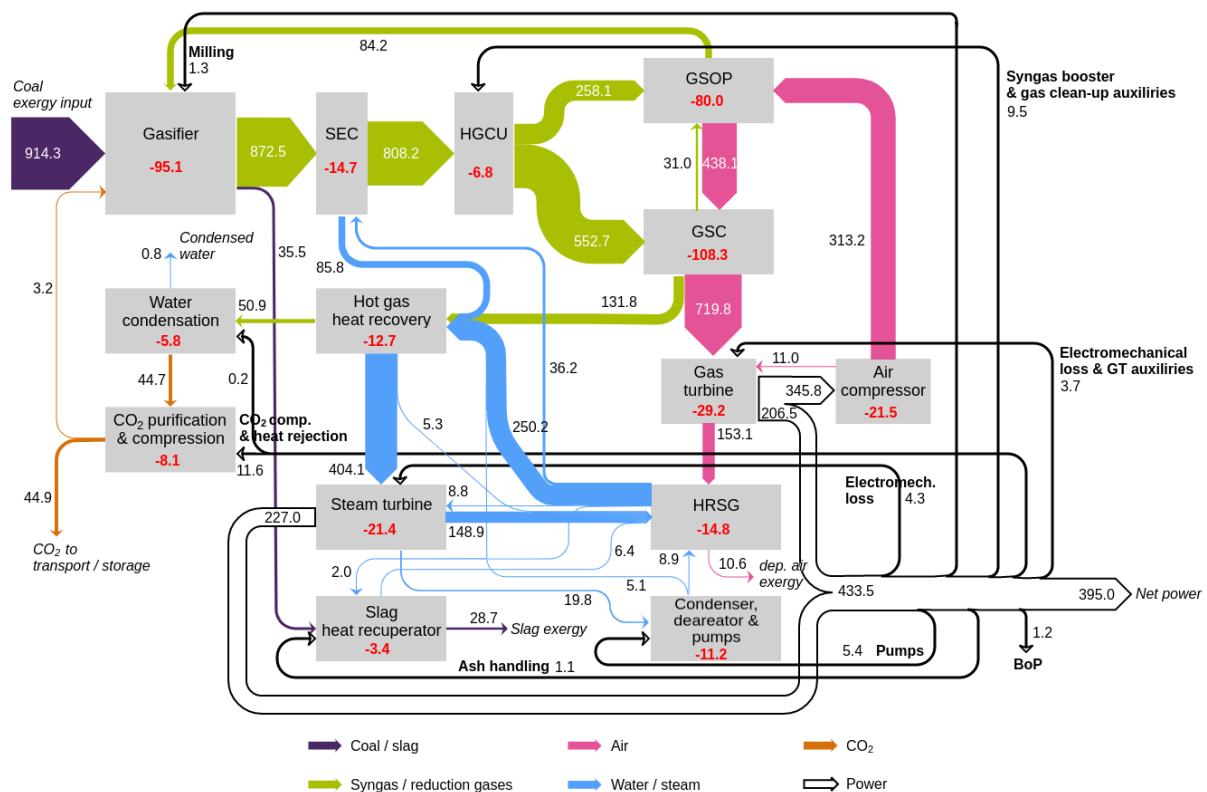 84.2
Milling
1.3
Coal
exergy input
914.3
Gasifier
-95.1
872.5
SEC
-14.7
808.2
HGCU
-6.8
258.1
GSOP
-80.0
Syngas booster
& gas clean-up auxiliries
9.5
31.0
438.1
552.7
GSC
-108.3
313.2
35.5
Condensed
water
0.8
85.8
3.2
Water
condensation
-5.8
50.9
Hot gas
heat recovery
-12.7
131.8
719.8
44.7
0.2
36.2
Gas
turbine
-29.2
11.0
345.8
206.5
Air
compressor
-21.5
Electromechanical
loss & GT auxiliries
3.7
CO2 purification
& compression
-8.1
CO2 comp.
& heat rejection
11.6
5.3
250.2
153.1
404.1
44.9
CO2 to
transport / storage
227.0
Steam turbine
-21.4
8.8
148.9
HRSG
-14.8
Electromech.
loss
4.3
2.0
6.4
8.9
10.6
dep. air
exergy
5.1
19.8
Slag
heat recuperator
-3.4
28.7
Slag exergy
Condenser,
deareator &
pumps
-11.2
433.5
395.0
Net power
Ash handling
1.1
5.4
Pumps
1.2
BoP
Coal / slag
Air
CO2
Syngas / reduction gases
Water / steam
Power